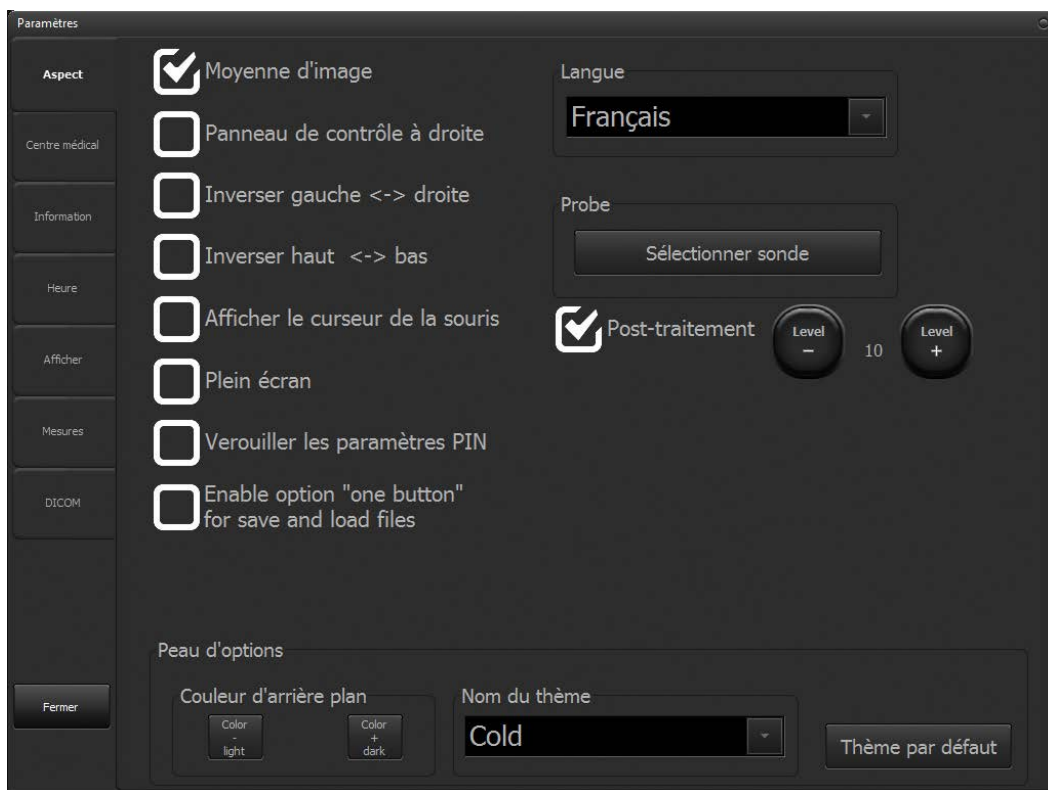 Paramètres
Aspect
Centre médical
Information
Heure
Afficher
Mesures
DICOM
Fermer
Moyenne d'image
Panneau de contrôle à droite
Inverser gauche <-> droite
Inverser haut <-> bas
Afficher le curseur de la souris
Plein écran
Verouiller les paramètres PIN
Enable option "one button"
for save and load files
Langue
Français
Probe
Sélectionner sonde
Post-traitement
Level
-
10
Level
+
Peau d'options
Couleur d'arrière plan
Color
-
light
Color
+
dark
Nom du thème
Cold
Thème par défaut